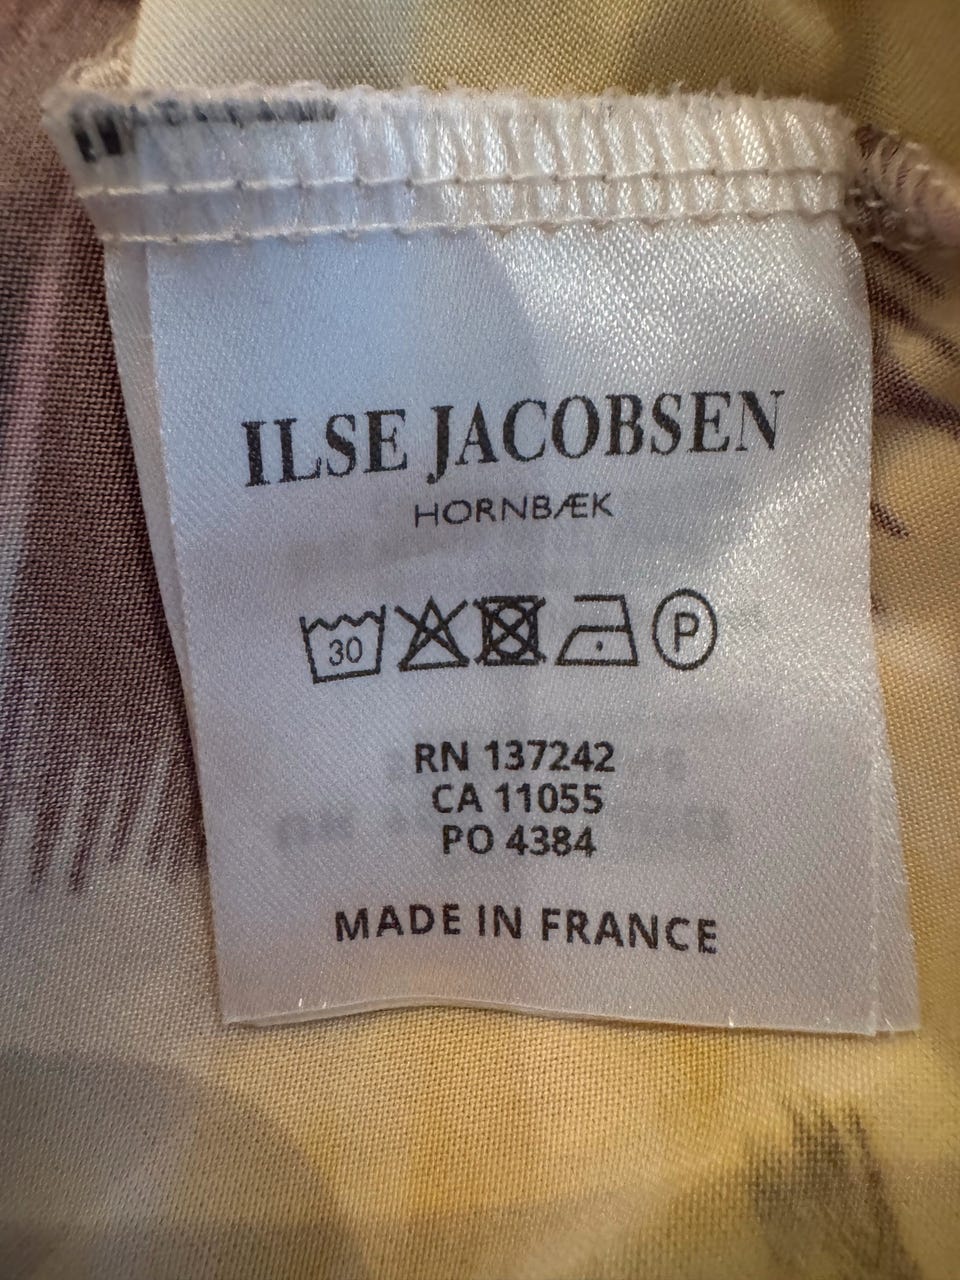 ILSE JACOBSEN
HORNBÆK
30 P
RN 137242
CA 11055
PO 4384
MADE IN FRANCE